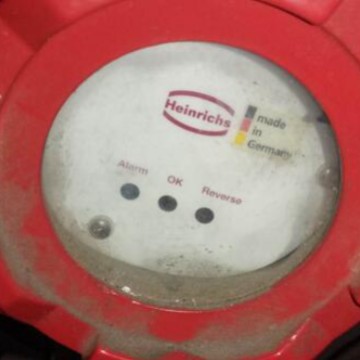 Heinrichs
made
in
Germany
Alarm OK Reverse